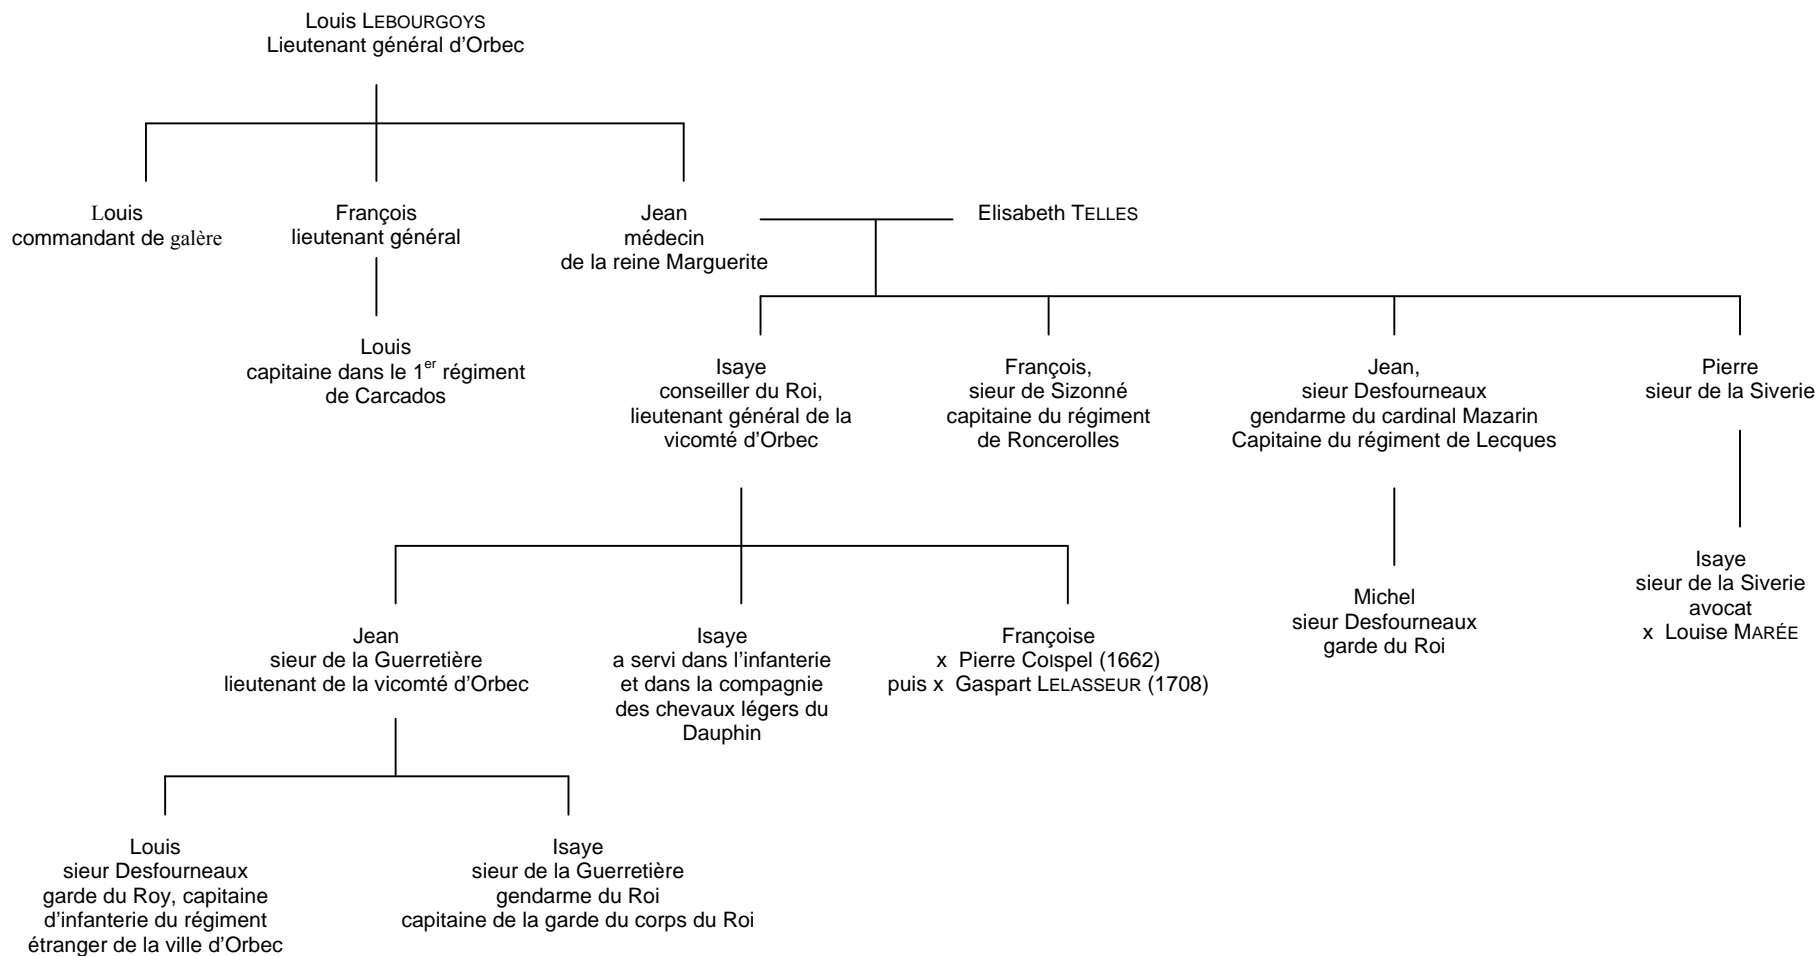 Louis LEBOURGOYS
Lieutenant général d'Orbec
Louis
commandant de galère
François
lieutenant général
Jean
médecin
de la reine Marguerite
Elisabeth TELLES
Louis
capitaine dans le 1er régiment
de Carcados
Isaye
conseiller du Roi,
lieutenant général de la
vicomté d'Orbec
François,
sieur de Sizonné
capitaine du régiment
de Roncerolles
Jean,
sieur Desfourneaux
gendarme du cardinal Mazarin
Capitaine du régiment de Lecques
Pierre
sieur de la Siverie
Jean
sieur de la Guerretière
lieutenant de la vicomté d'Orbec
Isaye
a servi dans l'infanterie
et dans la compagnie
des chevaux légers du
Dauphin
Françoise
x Pierre COISPEL (1662)
puis x Gaspart LELASSEUR (1708)
Michel
sieur Desfourneaux
garde du Roi
Isaye
sieur de la Siverie
avocat
x Louise MARÉE
Louis
sieur Desfourneaux
garde du Roy, capitaine
d'infanterie du régiment
étranger de la ville d'Orbec
Isaye
sieur de la Guerretière
gendarme du Roi
capitaine de la garde du corps du Roi